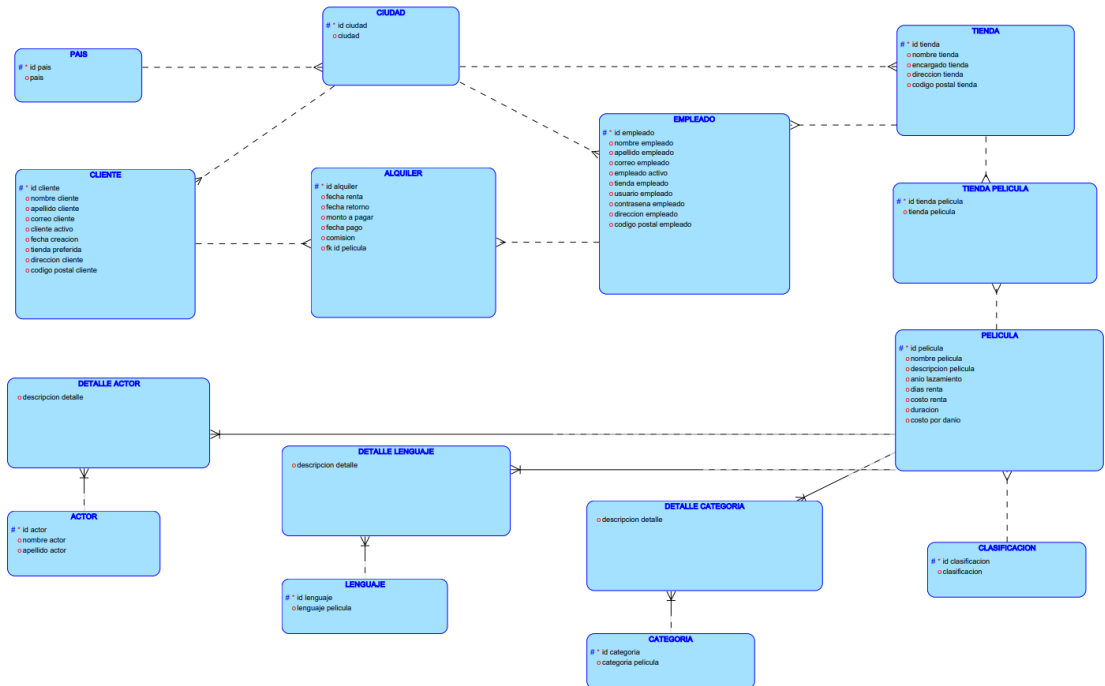 CIUDAD
# * id ciudad
o ciudad
PAIS
# * id pais
o pais
TIENDA
# * id tienda
o nombre tienda
o encargado tienda
o direccion tienda
o codigo postal tienda
EMPLEADO
# * id empleado
o nombre empleado
o apellido empleado
o correo empleado
o empleado activo
o tienda empleado
o usuario empleado
o contrasena empleado
o direccion empleado
o codigo postal empleado
CLIENTE
# * id cliente
o nombre cliente
o apellido cliente
o correo cliente
o cliente activo
o fecha creacion
o tienda preferida
o direccion cliente
o codigo postal cliente
ALQUILER
# * id alquiler
o fecha renta
o fecha retorno
o monto a pagar
o fecha pago
o comision
o fk id pelicula
TIENDA PELICULA
# * id tienda pelicula
o tienda pelicula
PELICULA
# * id pelicula
o nombre pelicula
o descripcion pelicula
o anio lazamiento
o dias renta
o costo renta
o duracion
o costo por danio
DETALLE ACTOR
o descripcion detalle
DETALLE LENGUAJE
o descripcion detalle
DETALLE CATEGORIA
o descripcion detalle
ACTOR
# * id actor
o nombre actor
o apellido actor
CLASIFICACION
# * id clasificacion
o clasificacion
LENGUAJE
# * id lenguaje
o lenguaje pelicula
CATEGORIA
# * id categoria
o categoria pelicula